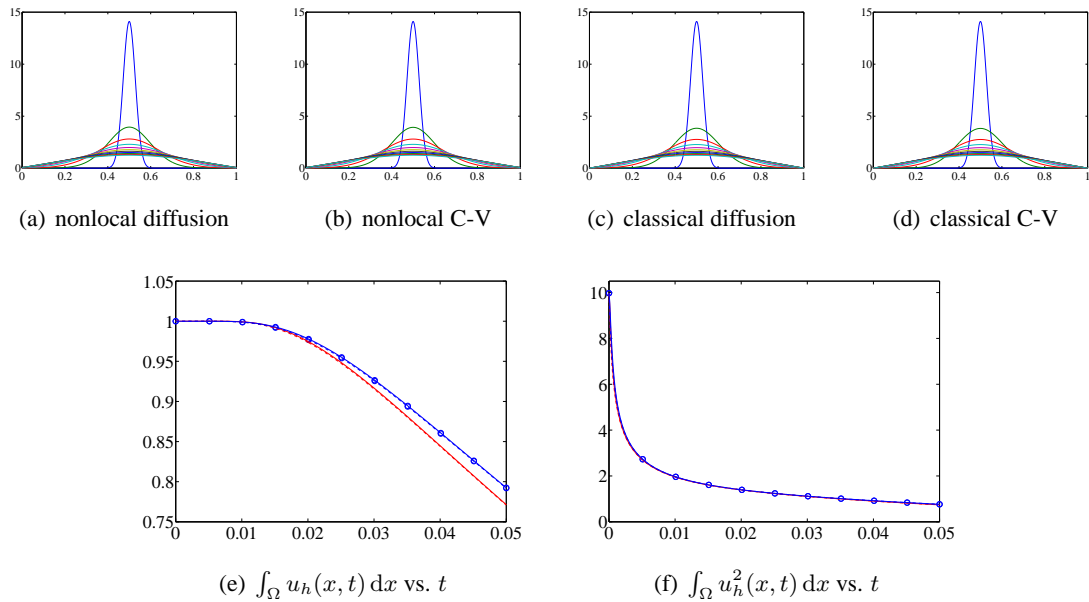 15 15 15 15
10 10 10 10
5 5 5 5
0 0 0 0
0 0.2 0.4 0.6 0.8 1 0 0.2 0.4 0.6 0.8 1 0 0.2 0.4 0.6 0.8 1 0 0.2 0.4 0.6 0.8 1
(a) nonlocal diffusion (b) nonlocal C-V (c) classical diffusion (d) classical C-V
1.05
1
0.95
0.9
0.85
0.8
0.75
0 0.01 0.02 0.03 0.04 0.05
10
8
6
4
2
0
0 0.01 0.02 0.03 0.04 0.05
(e) ∫_Ω u_h(x, t) dx vs. t (f) ∫_Ω u_h^2(x, t) dx vs. t